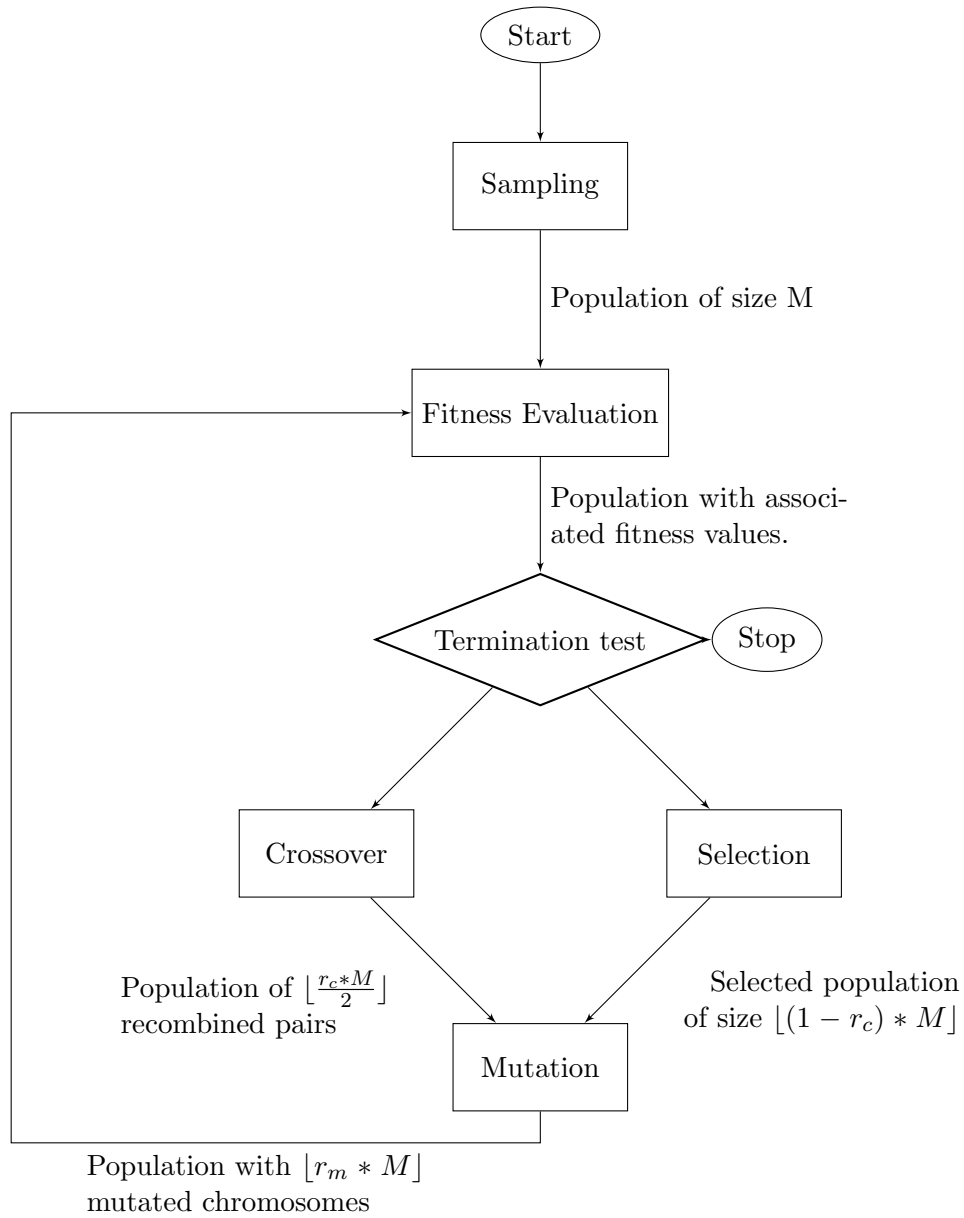 Start
Sampling
Population of size M
Fitness Evaluation
Population with associ-
ated fitness values.
Termination test
Stop
Crossover
Selection
Population of ⌊\frac{r_c*M}{2}⌋
recombined pairs
Selected population
of size ⌊(1 − r_c) ∗ M⌋
Mutation
Population with ⌊r_m ∗ M⌋
mutated chromosomes